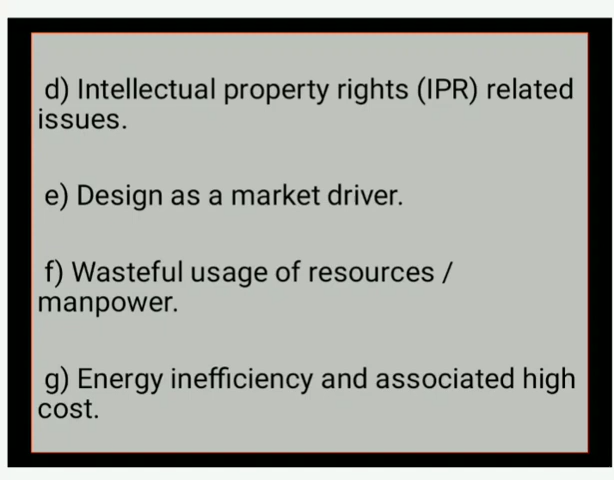 d) Intellectual property rights (IPR) related
issues.
e) Design as a market driver.
f) Wasteful usage of resources /
manpower.
g) Energy inefficiency and associated high
cost.